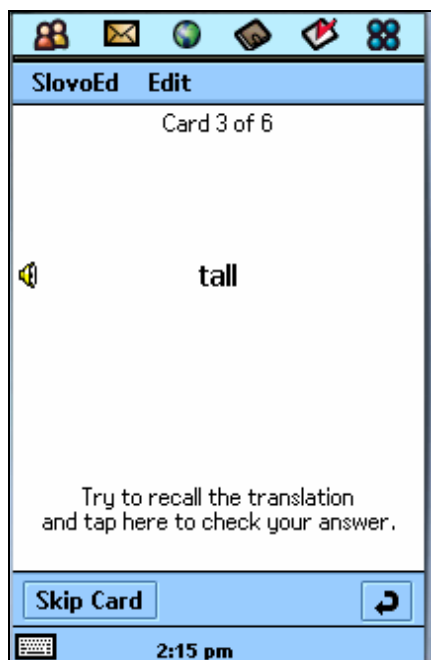 SlovoEd Edit
Card 3 of 6
tall
Try to recall the translation
and tap here to check your answer.
Skip Card
2:15 pm